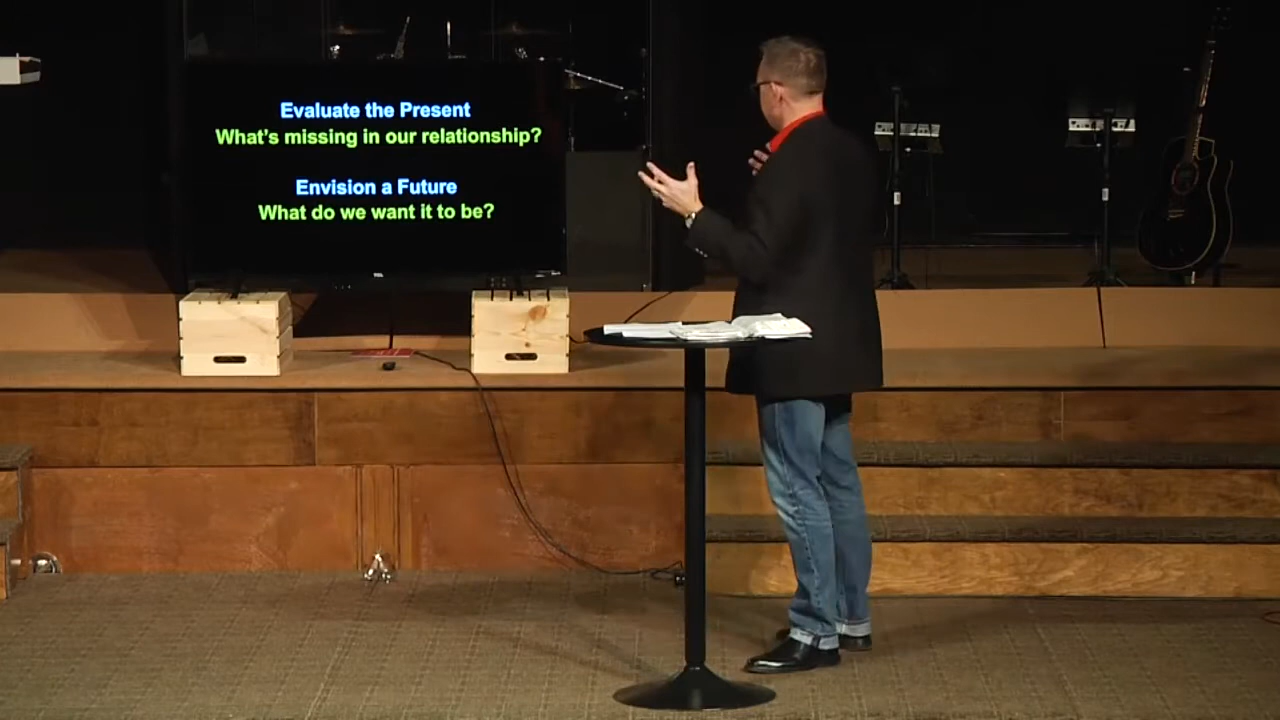 Evaluate the Present
What's missing in our relationship?
Envision a Future
What do we want it to be?